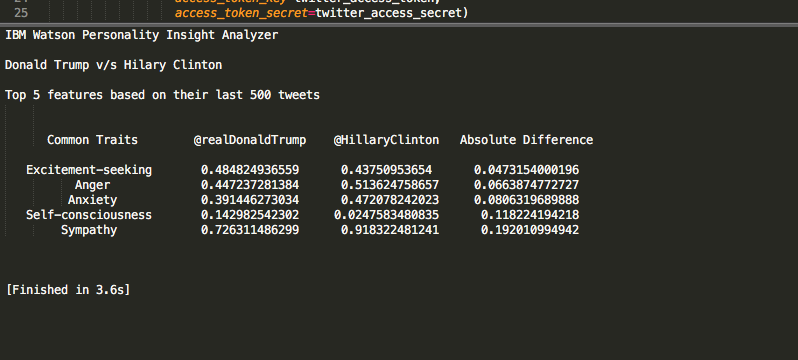 24 access_token_key=twitter_access_token,
25 access_token_secret=twitter_access_secret)
IBM Watson Personality Insight Analyzer
Donald Trump v/s Hilary Clinton
Top 5 features based on their last 500 tweets
Common Traits @realDonaldTrump @HillaryClinton Absolute Difference
Excitement-seeking 0.484824936559 0.43750953654 0.0473154000196
Anger 0.447237281384 0.513624758657 0.0663874772727
Anxiety 0.391446273034 0.472078242023 0.0806319689888
Self-consciousness 0.142982542302 0.0247583480835 0.118224194218
Sympathy 0.726311486299 0.918322481241 0.192010994942
[Finished in 3.6s]